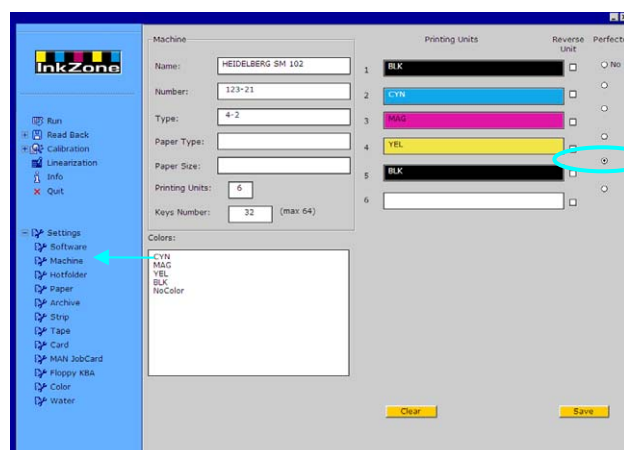 InkZone
Run
Read Back
Calibration
Linearization
Info
Quit
Settings
Software
Machine
Hotfolder
Paper
Archive
Strip
Tape
Card
MAN JobCard
Floppy KBA
Color
Water
Machine
Name: HEIDELBERG SM 102
Number: 123-21
Type: 4-2
Paper Type:
Paper Size:
Printing Units: 6
Keys Number: 32 (max 64)
Colors:
CYN
MAG
YEL
BLK
NoColor
Printing Units
Reverse Unit
Perfecto
1 BLK No
2 CYN
3 MAG
4 YEL
5 BLK
6
Clear
Save